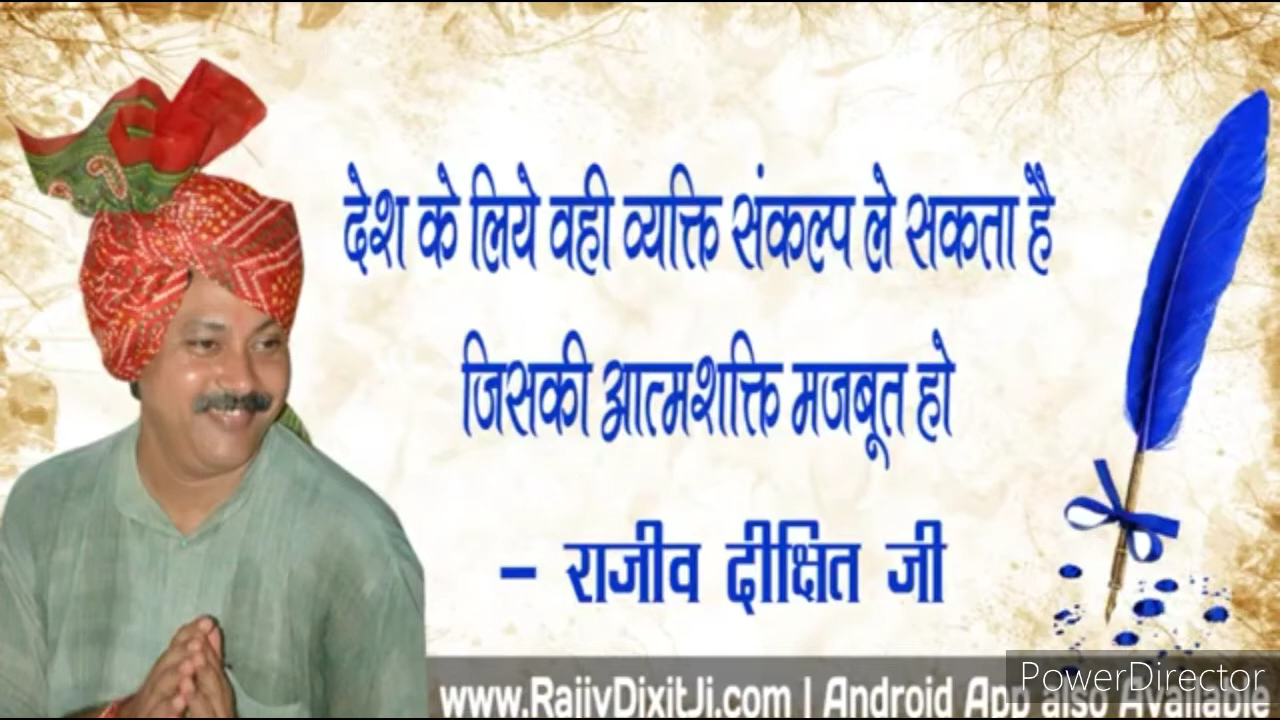 देश के लिये वही व्यक्ति संकल्प ले सकता है
जिसकी आत्मशक्ति मजबूत हो
- राजीव दीक्षित जी
PowerDirector
www.RajivDixitJi.com | Android App also Available